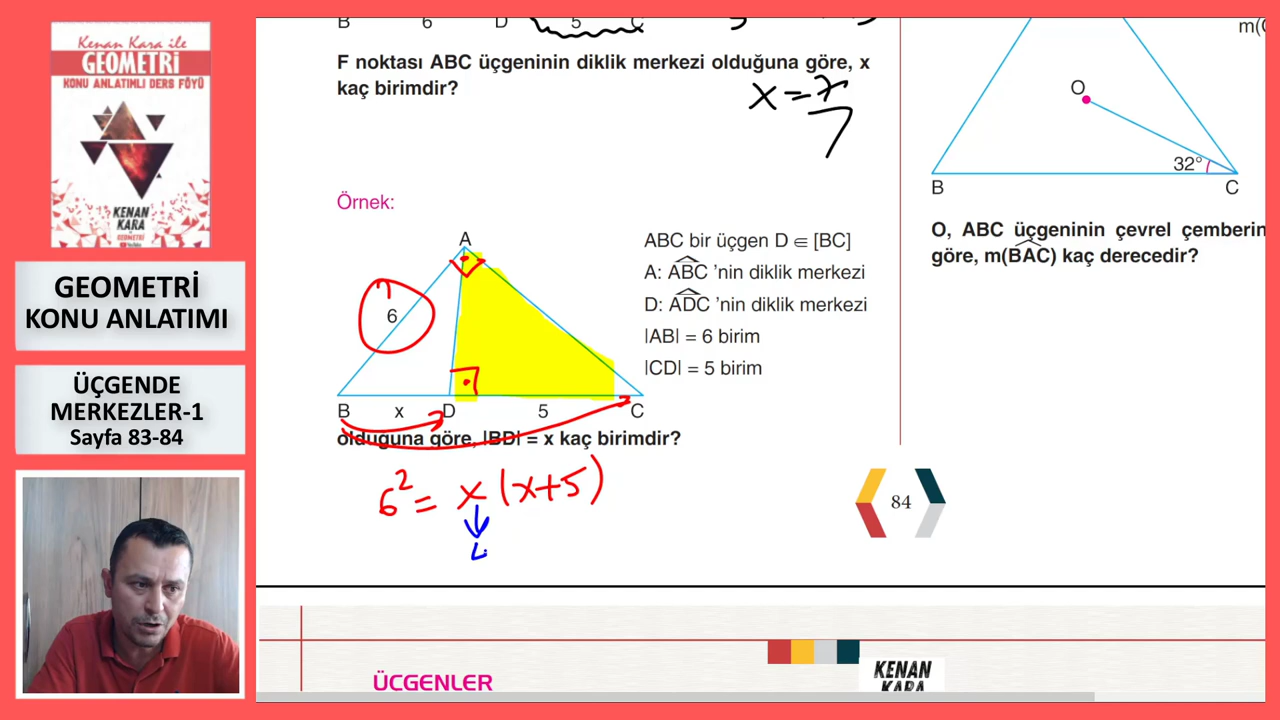 Kenan Kara ile
GEOMETRİ
KONU ANLATIMLI DERS FÖYÜ
KENAN
KARA
GEOMETRİ
KONU ANLATIMI
ÜÇGENDE
MERKEZLER-1
Sayfa 83-84
B 6 D 5 C
F noktası ABC üçgeninin diklik merkezi olduğuna göre, x
kaç birimdir?
x = 7
7
Örnek:
A
6
B x D 5 C
ABC bir üçgen D ∈ [BC]
A: ABC 'nin diklik merkezi
D: ADC 'nin diklik merkezi
|AB| = 6 birim
|CD| = 5 birim
olduğuna göre, |BD| = x kaç birimdir?
6² = x (x+5)
4
m(
O
32°
B C
O, ABC üçgeninin çevrel çemberin
göre, m(BAC) kaç derecedir?
84
ÜÇGENLER
KENAN
KARA